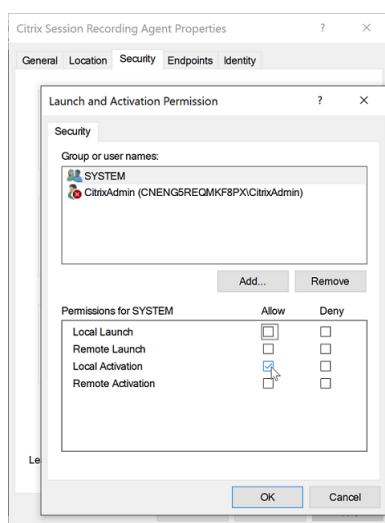 Citrix Session Recording Agent Properties ? ×
General Location Security Endpoints Identity
Launch and Activation Permission ? ×
Security
Group or user names:
SYSTEM
CitrixAdmin (CNENG5REQMKF8PX\CitrixAdmin)
Add... Remove
Permissions for SYSTEM Allow Deny
Local Launch
Remote Launch
Local Activation
Remote Activation
Le
OK Cancel